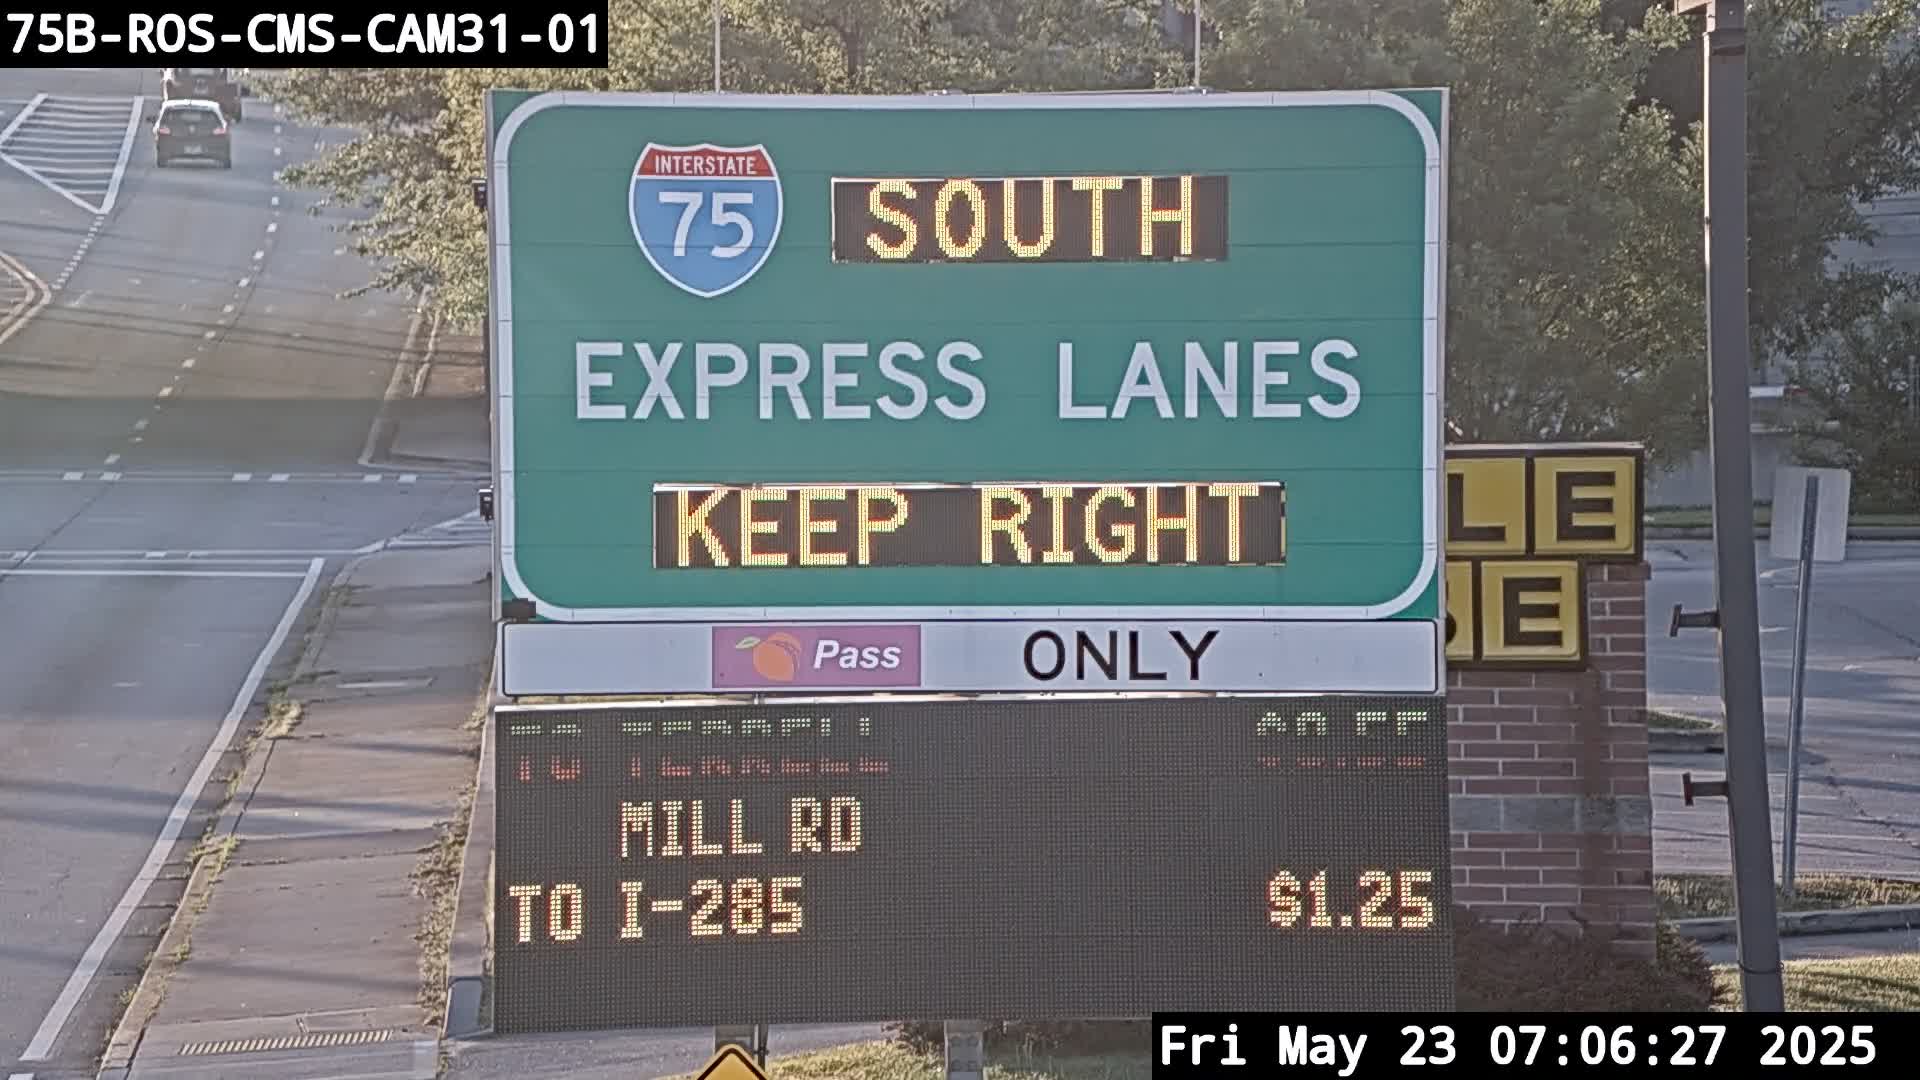 75B-ROS-CMS-CAM31-01
INTERSTATE
75
SOUTH
EXPRESS LANES
KEEP RIGHT
Pass ONLY
MILL RD
TO I-285 $1.25
LE
E
Fri May 23 07:06:27 2025